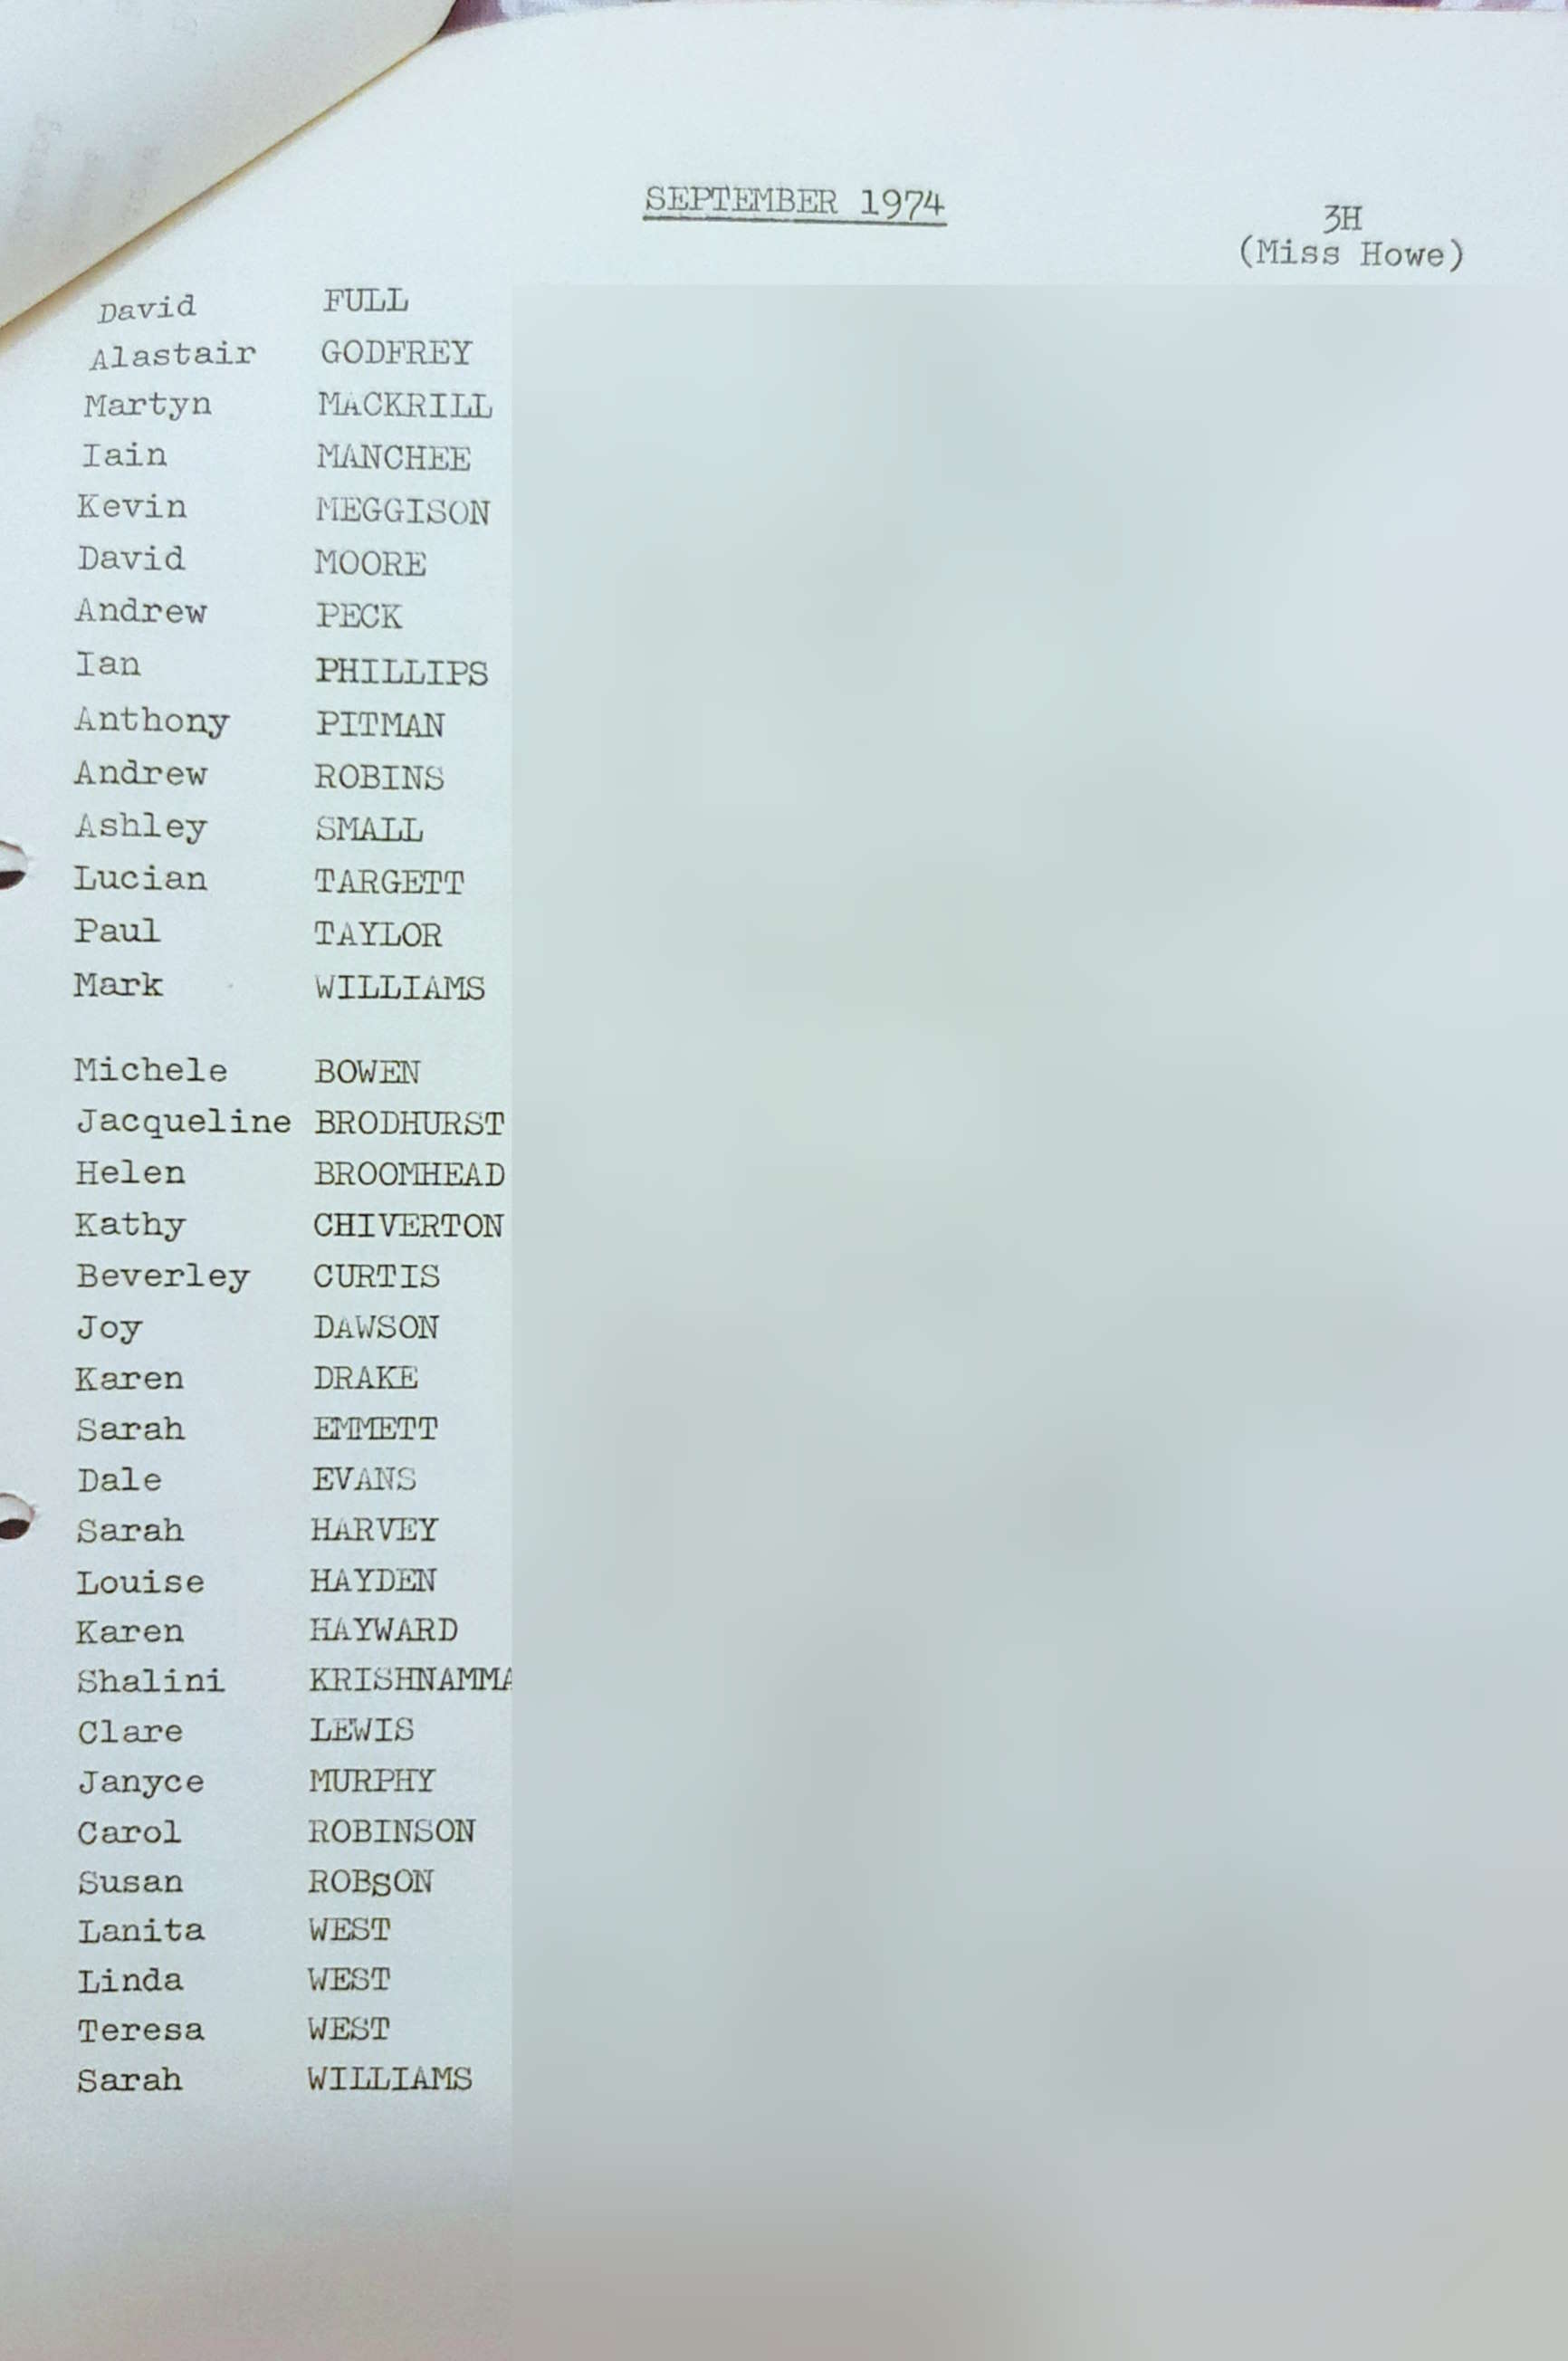 SEPTEMBER 1974
3H
(Miss Howe)
David FULL
Alastair GODFREY
Martyn MACKRILL
Iain MANCHEE
Kevin MEGGISON
David MOORE
Andrew PECK
Ian PHILLIPS
Anthony PITMAN
Andrew ROBINS
Ashley SMALL
Lucian TARGETT
Paul TAYLOR
Mark WILLIAMS
Michele BOWEN
Jacqueline BRODHURST
Helen BROOMHEAD
Kathy CHIVERTON
Beverley CURTIS
Joy DAWSON
Karen DRAKE
Sarah EMMETT
Dale EVANS
Sarah HARVEY
Louise HAYDEN
Karen HAYWARD
Shalini KRISHNAMMA
Clare LEWIS
Janyce MURPHY
Carol ROBINSON
Susan ROBSON
Lanita WEST
Linda WEST
Teresa WEST
Sarah WILLIAMS